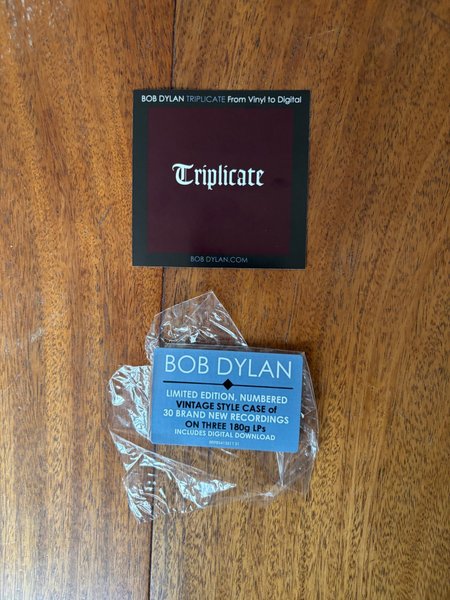 BOB DYLAN TRIPLICATE From Vinyl to Digital
Triplicate
BOB DYLAN.COM
BOB DYLAN
LIMITED EDITION, NUMBERED
VINTAGE STYLE CASE of
30 BRAND NEW RECORDINGS
ON THREE 180g LPs
INCLUDES DIGITAL DOWNLOAD